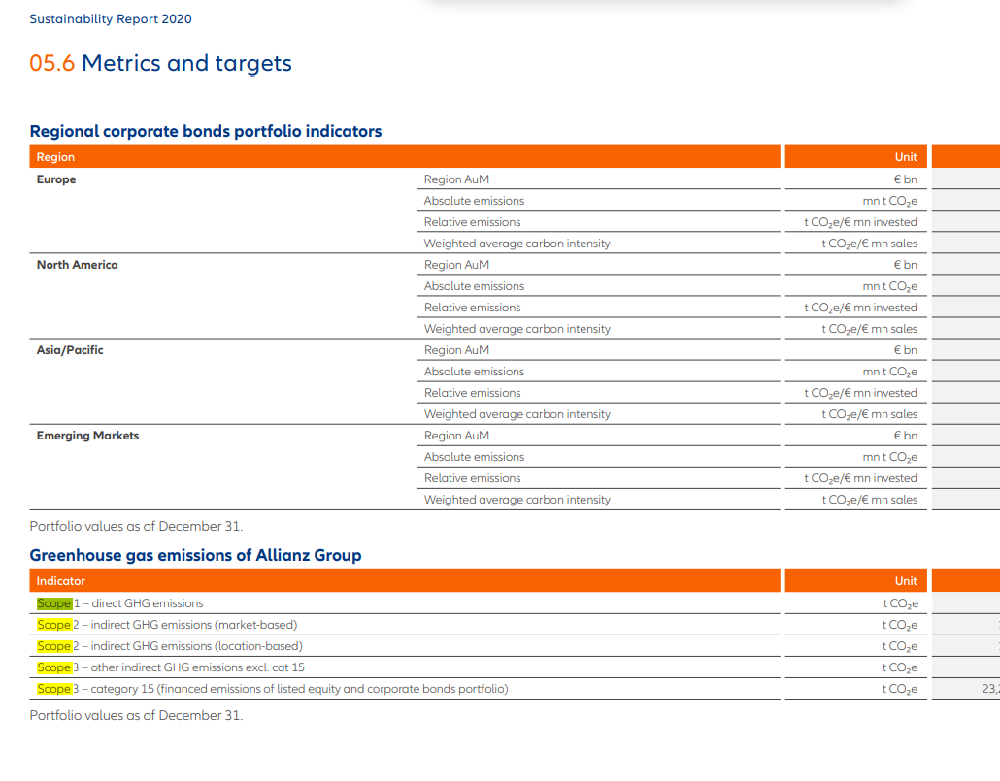 Sustainability Report 2020
05.6 Metrics and targets
Regional corporate bonds portfolio indicators
Region Unit
Europe Region AuM € bn
Absolute emissions mn t CO₂e
Relative emissions t CO₂e/€ mn invested
Weighted average carbon intensity t CO₂e/€ mn sales
North America Region AuM € bn
Absolute emissions mn t CO₂e
Relative emissions t CO₂e/€ mn invested
Weighted average carbon intensity t CO₂e/€ mn sales
Asia/Pacific Region AuM € bn
Absolute emissions mn t CO₂e
Relative emissions t CO₂e/€ mn invested
Weighted average carbon intensity t CO₂e/€ mn sales
Emerging Markets Region AuM € bn
Absolute emissions mn t CO₂e
Relative emissions t CO₂e/€ mn invested
Weighted average carbon intensity t CO₂e/€ mn sales
Portfolio values as of December 31.
Greenhouse gas emissions of Allianz Group
Indicator Unit
Scope 1 – direct GHG emissions t CO₂e
Scope 2 – indirect GHG emissions (market-based) t CO₂e
Scope 2 – indirect GHG emissions (location-based) t CO₂e
Scope 3 – other indirect GHG emissions excl. cat 15 t CO₂e
Scope 3 – category 15 (financed emissions of listed equity and corporate bonds portfolio) t CO₂e
Portfolio values as of December 31.